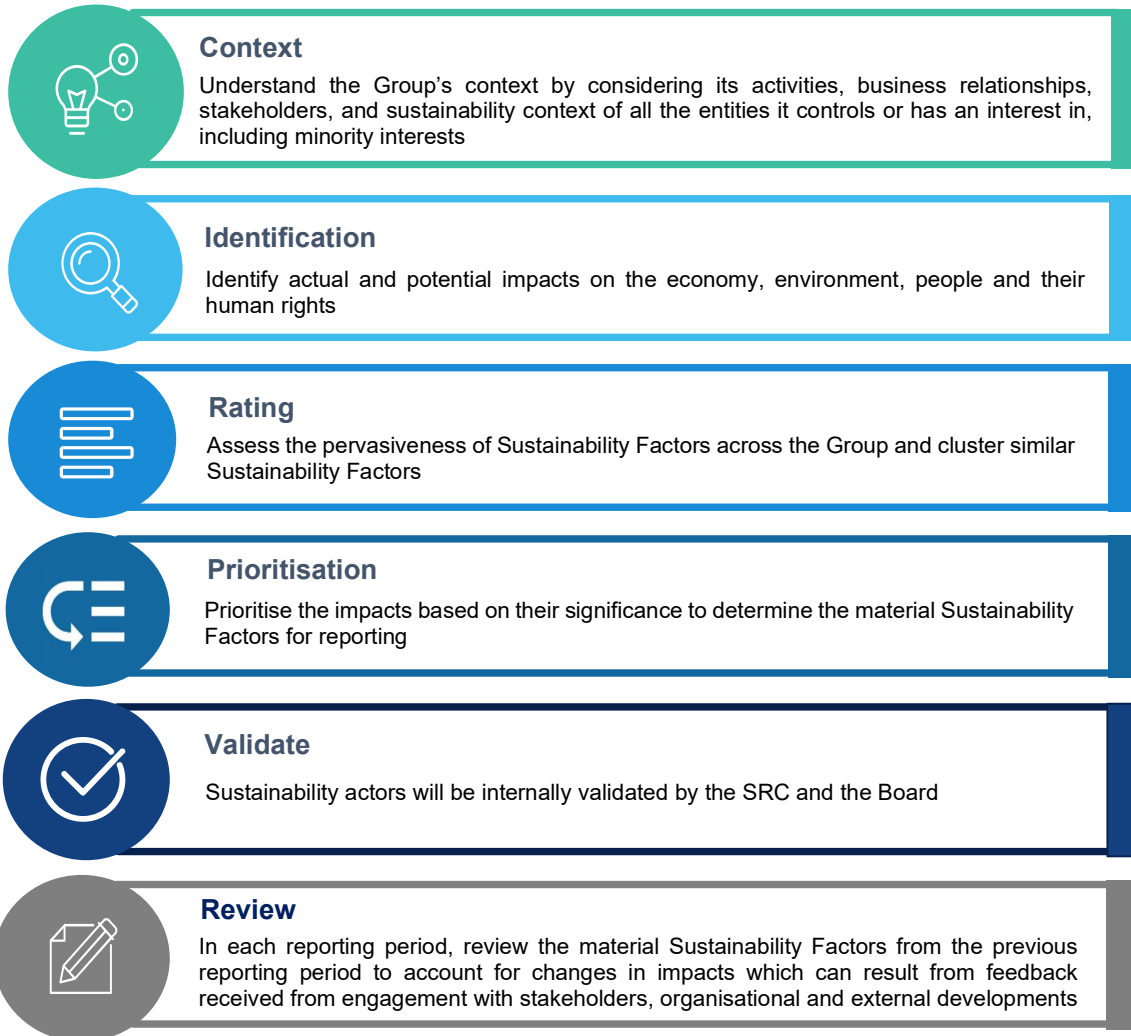 Context
Understand the Group's context by considering its activities, business relationships,
stakeholders, and sustainability context of all the entities it controls or has an interest in,
including minority interests
Identification
Identify actual and potential impacts on the economy, environment, people and their
human rights
Rating
Assess the pervasiveness of Sustainability Factors across the Group and cluster similar
Sustainability Factors
Prioritisation
Prioritise the impacts based on their significance to determine the material Sustainability
Factors for reporting
Validate
Sustainability actors will be internally validated by the SRC and the Board
Review
In each reporting period, review the material Sustainability Factors from the previous
reporting period to account for changes in impacts which can result from feedback
received from engagement with stakeholders, organisational and external developments